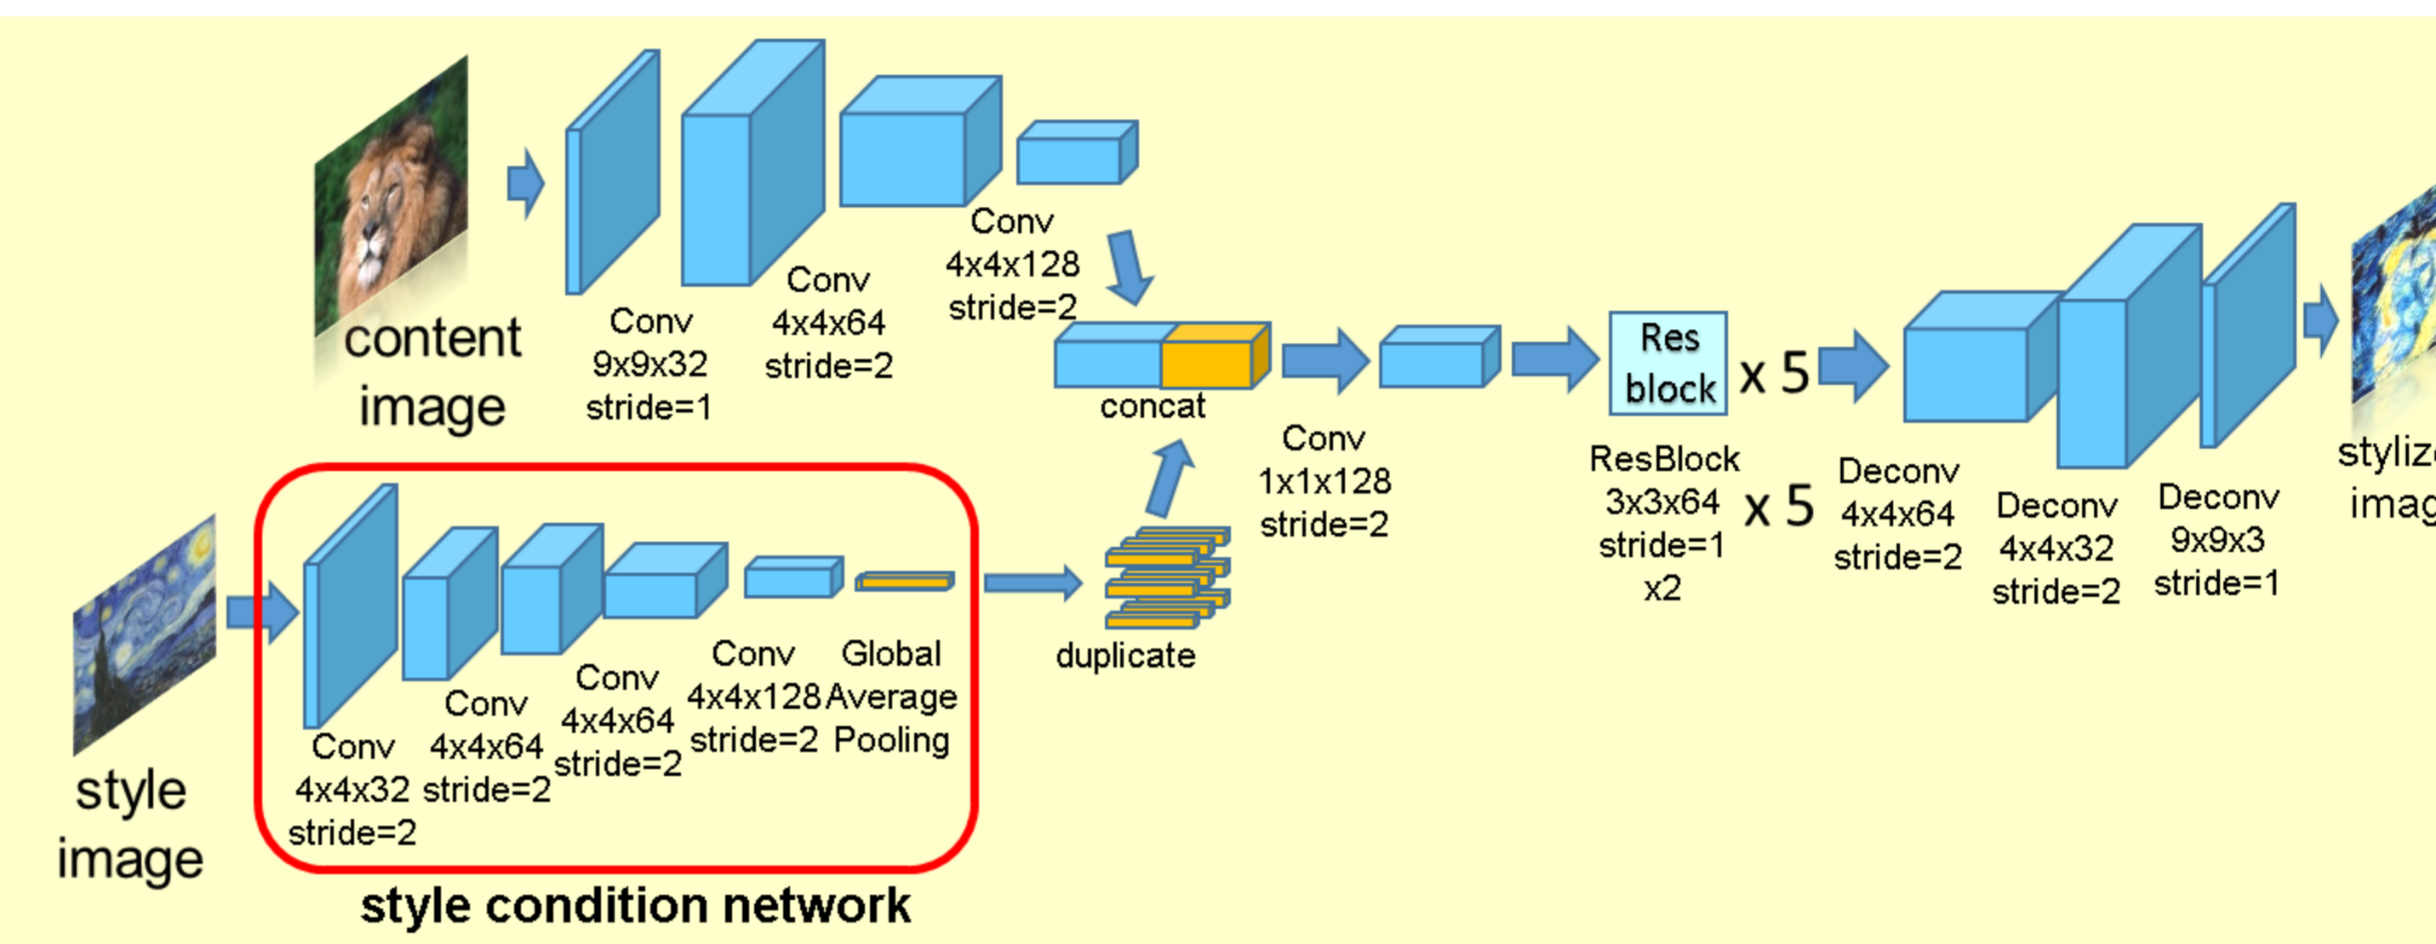 content
image
Conv
9x9x32
stride=1
Conv
4x4x64
stride=2
Conv
4x4x128
stride=2
concat
Conv
1x1x128
stride=2
Res
block
x 5
ResBlock
3x3x64
stride=1
x2
x 5
Deconv
4x4x64
stride=2
Deconv
4x4x32
stride=2
Deconv
9x9x3
stride=1
style
image
Conv
4x4x32
stride=2
Conv
4x4x64
stride=2
Conv
4x4x64
stride=2
Conv
4x4x128
stride=2
Global
Average
Pooling
duplicate
style condition network